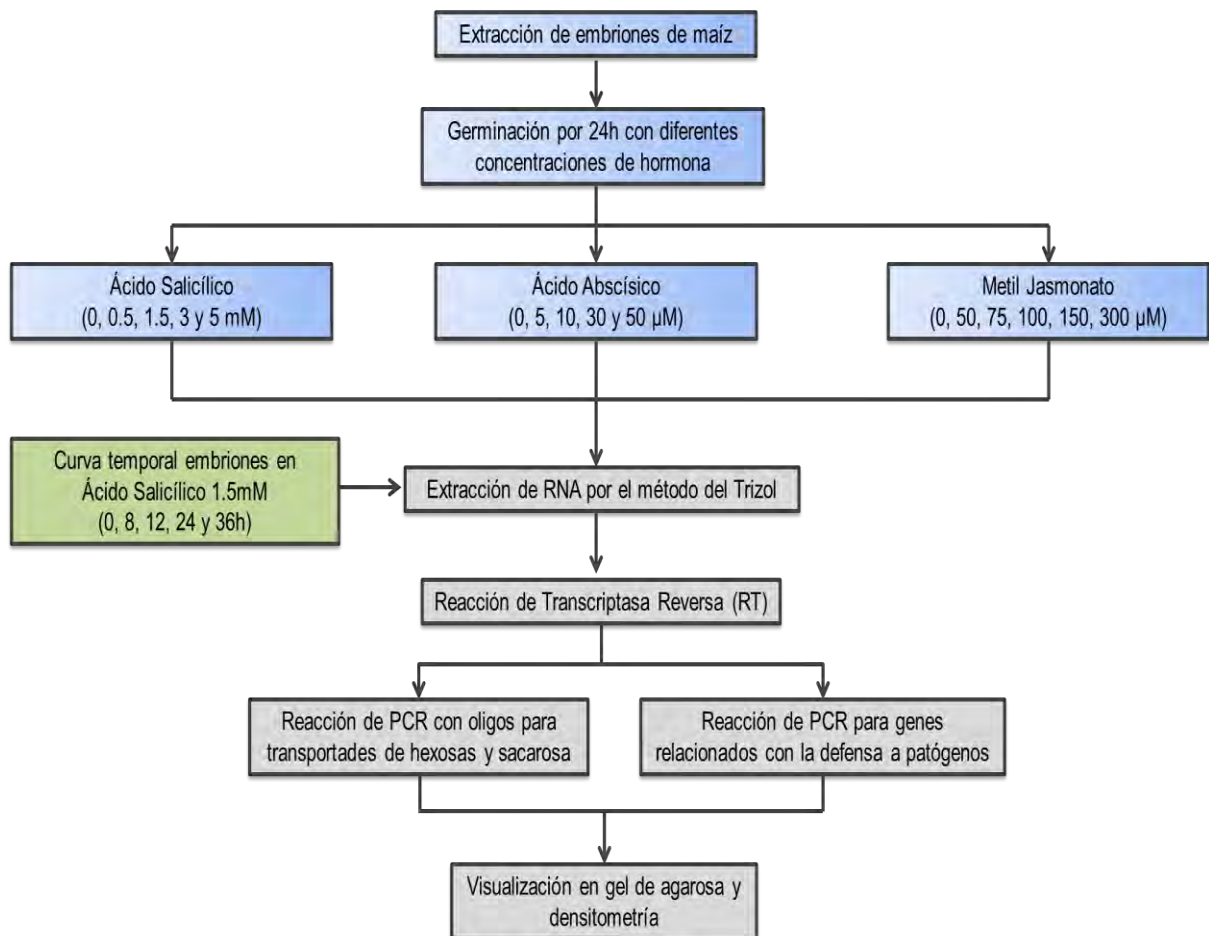 Extracción de embriones de maíz
Germinación por 24h con diferentes
concentraciones de hormona
Ácido Salicílico
(0, 0.5, 1.5, 3 y 5 mM)
Ácido Abscísico
(0, 5, 10, 30 y 50 µM)
Metil Jasmonato
(0, 50, 75, 100, 150, 300 µM)
Curva temporal embriones en
Ácido Salicílico 1.5mM
(0, 8, 12, 24 y 36h)
Extracción de RNA por el método del Trizol
Reacción de Transcriptasa Reversa (RT)
Reacción de PCR con oligos para
transportades de hexosas y sacarosa
Reacción de PCR para genes
relacionados con la defensa a patógenos
Visualización en gel de agarosa y
densitometría